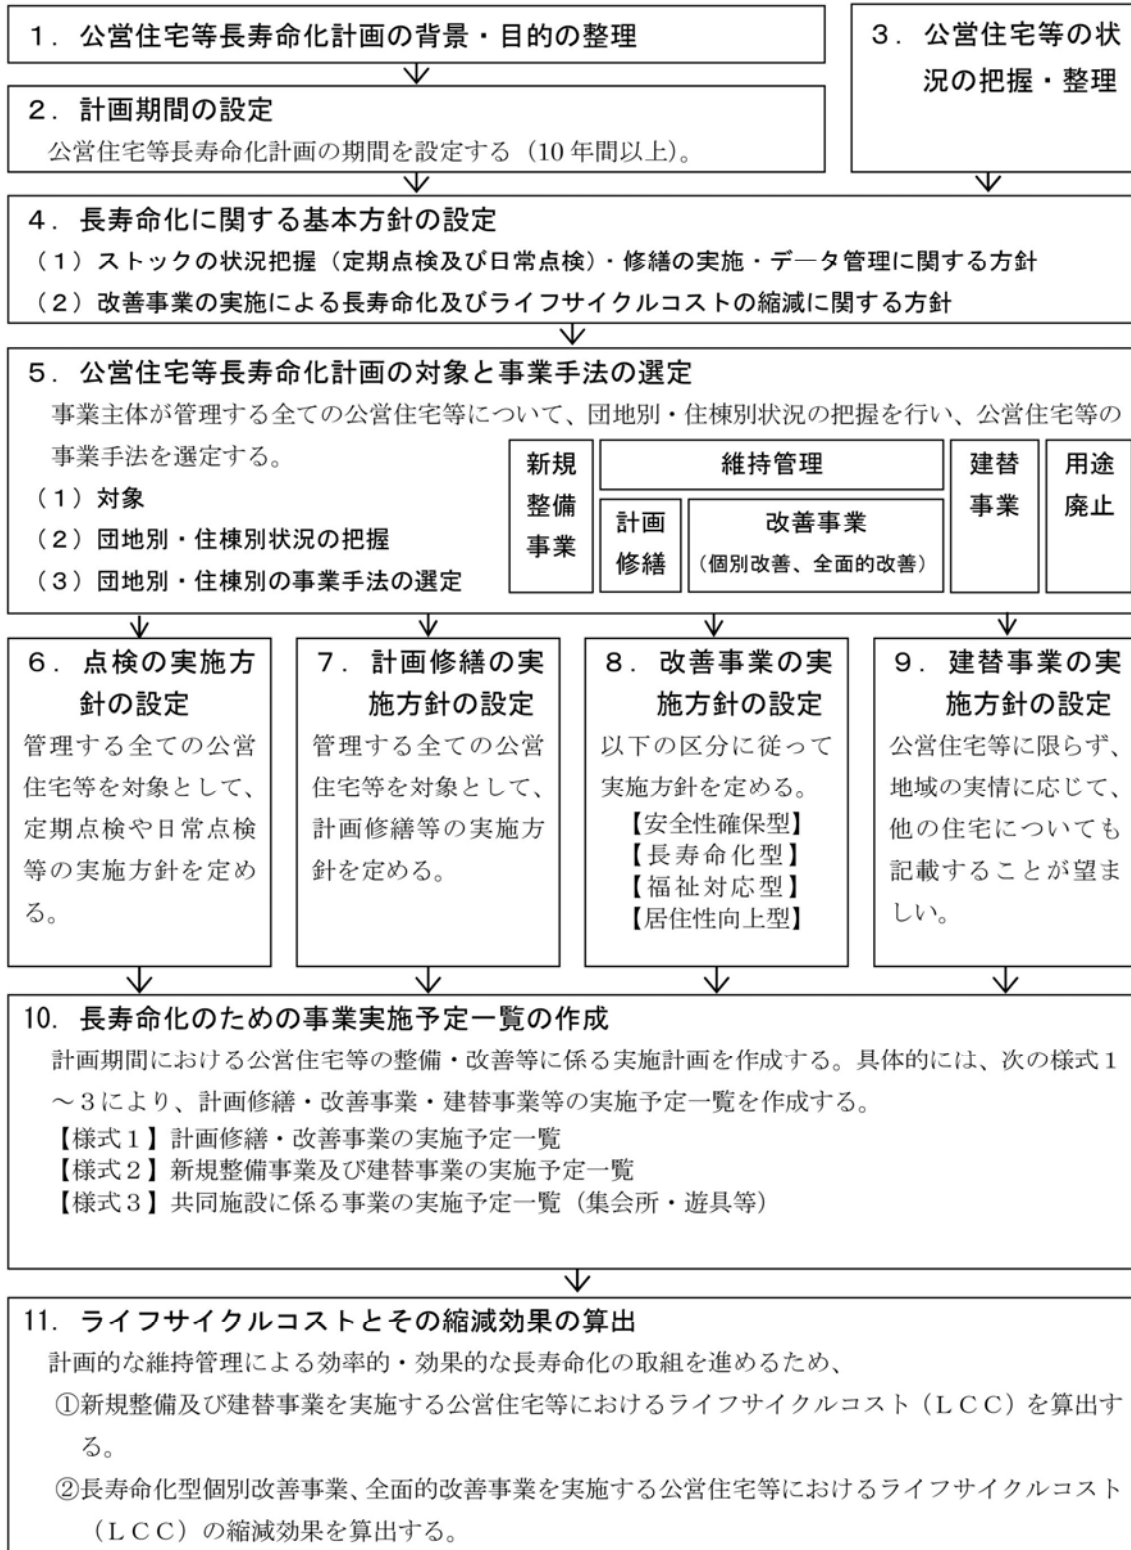 １．公営住宅等長寿命化計画の背景・目的の整理
２．計画期間の設定
公営住宅等長寿命化計画の期間を設定する（10 年間以上）。
３．公営住宅等の状
況の把握・整理
４．長寿命化に関する基本方針の設定
（１）ストックの状況把握（定期点検及び日常点検）・修繕の実施・データ管理に関する方針
（２）改善事業の実施による長寿命化及びライフサイクルコストの縮減に関する方針
５．公営住宅等長寿命化計画の対象と事業手法の選定
事業主体が管理する全ての公営住宅等について、団地別・住棟別状況の把握を行い、公営住宅等の
事業手法を選定する。
（１）対象
（２）団地別・住棟別状況の把握
（３）団地別・住棟別の事業手法の選定
新規
整備
事業
維持管理
計画
修繕
改善事業
（個別改善、全面的改善）
建替
事業
用途
廃止
６．点検の実施方
針の設定
管理する全ての公営
住宅等を対象として、
定期点検や日常点検
等の実施方針を定め
る。
７．計画修繕の実
施方針の設定
管理する全ての公営
住宅等を対象として、
計画修繕等の実施方
針を定める。
８．改善事業の実
施方針の設定
以下の区分に従って
実施方針を定める。
【安全性確保型】
【長寿命化型】
【福祉対応型】
【居住性向上型】
９．建替事業の実
施方針の設定
公営住宅等に限らず、
地域の実情に応じて、
他の住宅についても
記載することが望ま
しい。
10．長寿命化のための事業実施予定一覧の作成
計画期間における公営住宅等の整備・改善等に係る実施計画を作成する。具体的には、次の様式１
～３により、計画修繕・改善事業・建替事業等の実施予定一覧を作成する。
【様式１】計画修繕・改善事業の実施予定一覧
【様式２】新規整備事業及び建替事業の実施予定一覧
【様式３】共同施設に係る事業の実施予定一覧（集会所・遊具等）
11．ライフサイクルコストとその縮減効果の算出
計画的な維持管理による効率的・効果的な長寿命化の取組を進めるため、
①新規整備及び建替事業を実施する公営住宅等におけるライフサイクルコスト（ＬＣＣ）を算出す
る。
②長寿命化型個別改善事業、全面的改善事業を実施する公営住宅等におけるライフサイクルコスト
（ＬＣＣ）の縮減効果を算出する。